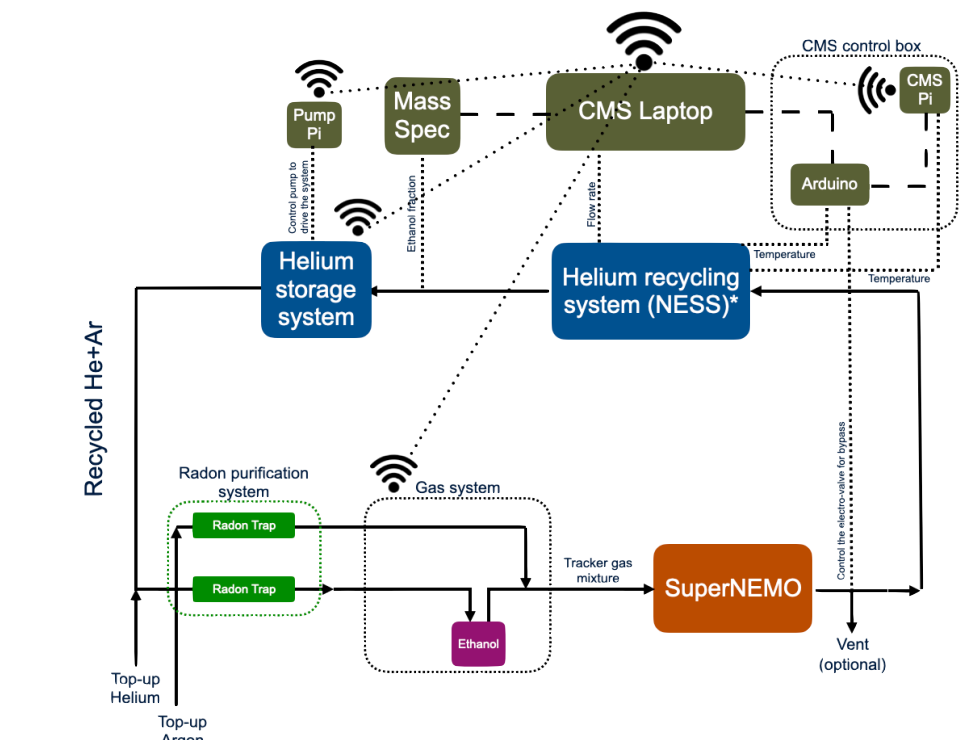 CMS control box
CMS
Pi
Pump
Pi
Mass
Spec
CMS Laptop
Arduino
Control pump to
drive the system
Ethanol fraction
Flow rate
Temperature
Temperature
Helium
storage
system
Helium recycling
system (NESS)*
Recycled He+Ar
Control the electro-valve for bypass
Radon purification
system
Gas system
Radon Trap
Radon Trap
Tracker gas
mixture
SuperNEMO
Ethanol
Vent
(optional)
Top-up
Helium
Top-up
Argon